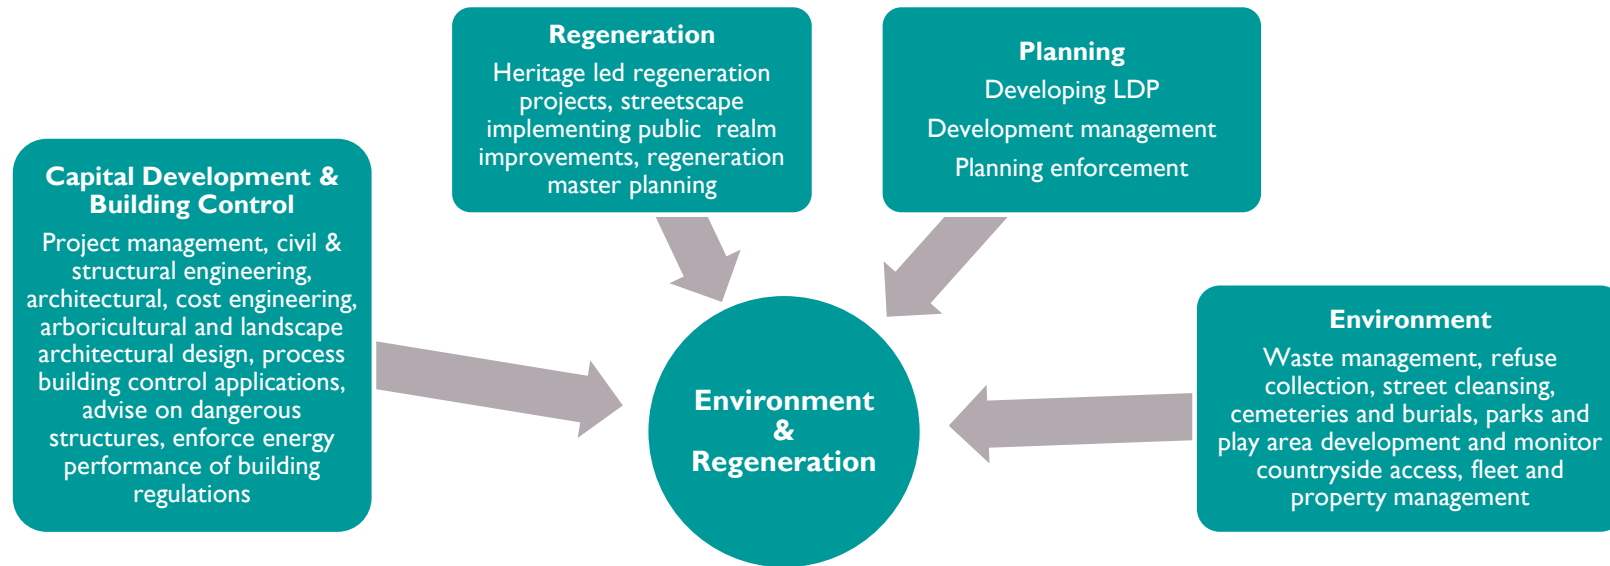 Capital Development &
Building Control
Project management, civil &
structural engineering,
architectural, cost engineering,
arboricultural and landscape
architectural design, process
building control applications,
advise on dangerous
structures, enforce energy
performance of building
regulations
Regeneration
Heritage led regeneration
projects, streetscape
implementing public  realm
improvements, regeneration
master planning
Planning
Developing LDP
Development management
Planning enforcement
Environment
Waste management, refuse
collection, street cleansing,
cemeteries and burials, parks and
play area development and monitor
countryside access, fleet and
property management
Environment
&
Regeneration